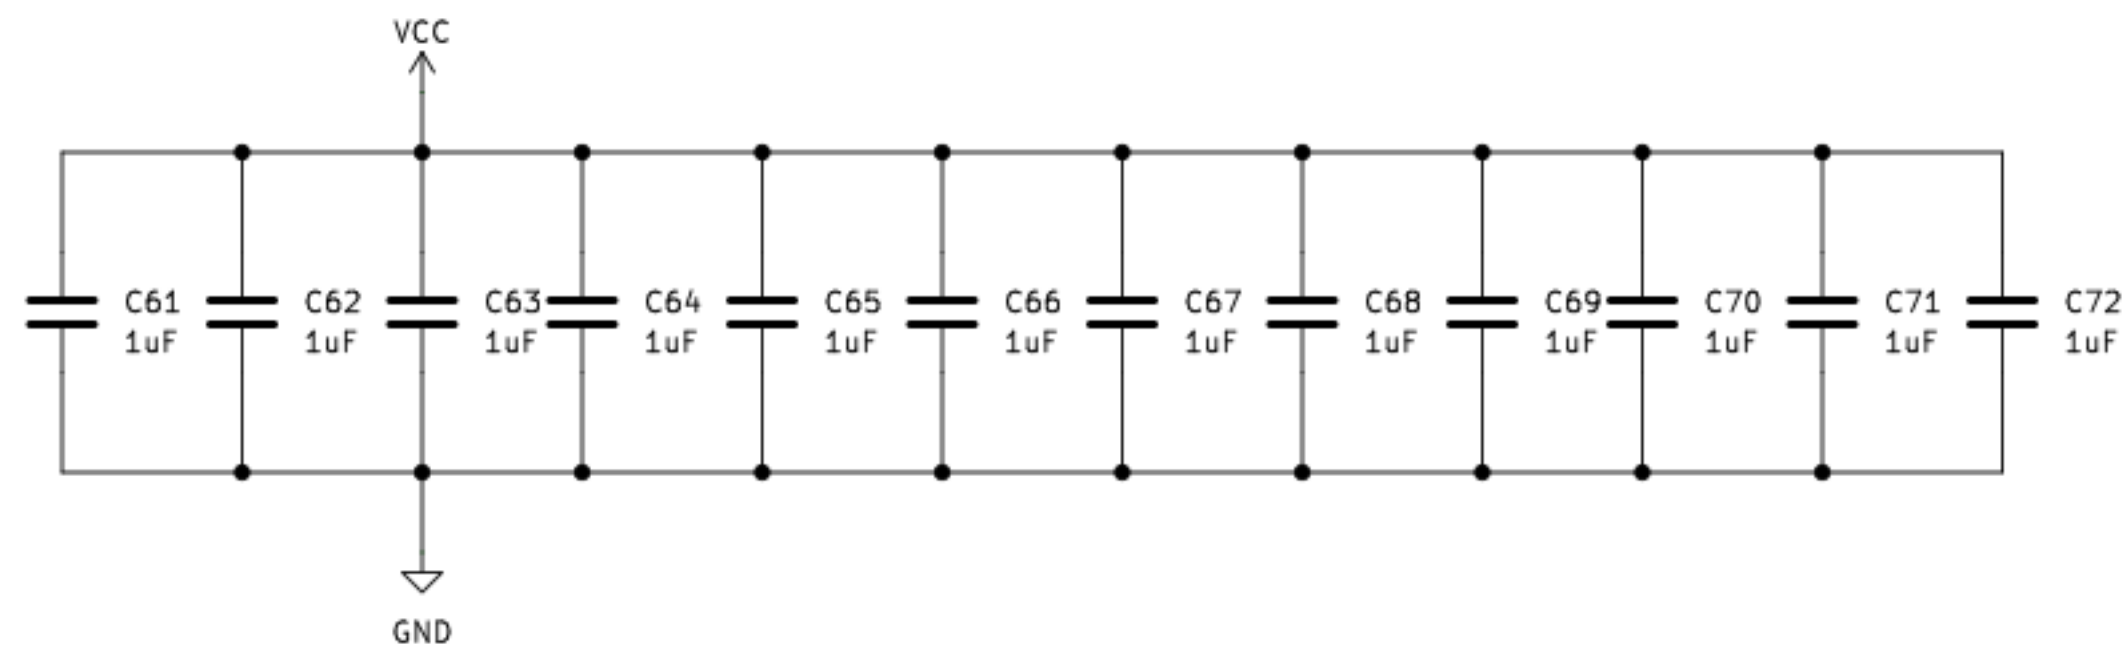 VCC
C61 C62 C63 C64 C65 C66 C67 C68 C69 C70 C71 C72
1uF 1uF 1uF 1uF 1uF 1uF 1uF 1uF 1uF 1uF 1uF 1uF
GND